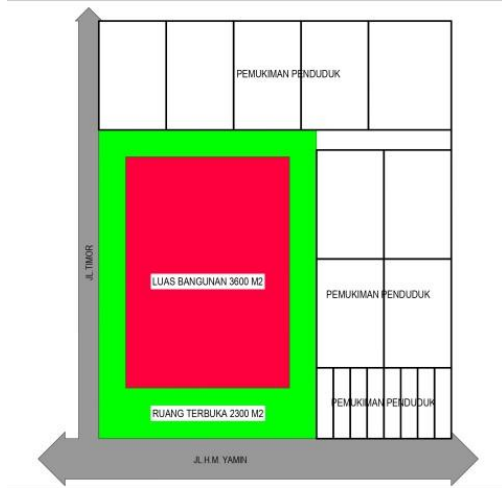 PEMUKIMAN PENDUDUK
JL TIMOR
LUAS BANGUNAN 3600 M2
PEMUKIMAN PENDUDUK
PEMUKIMAN PENDUDUK
RUANG TERBUKA 2300 M2
JL.H.M. YAMIN